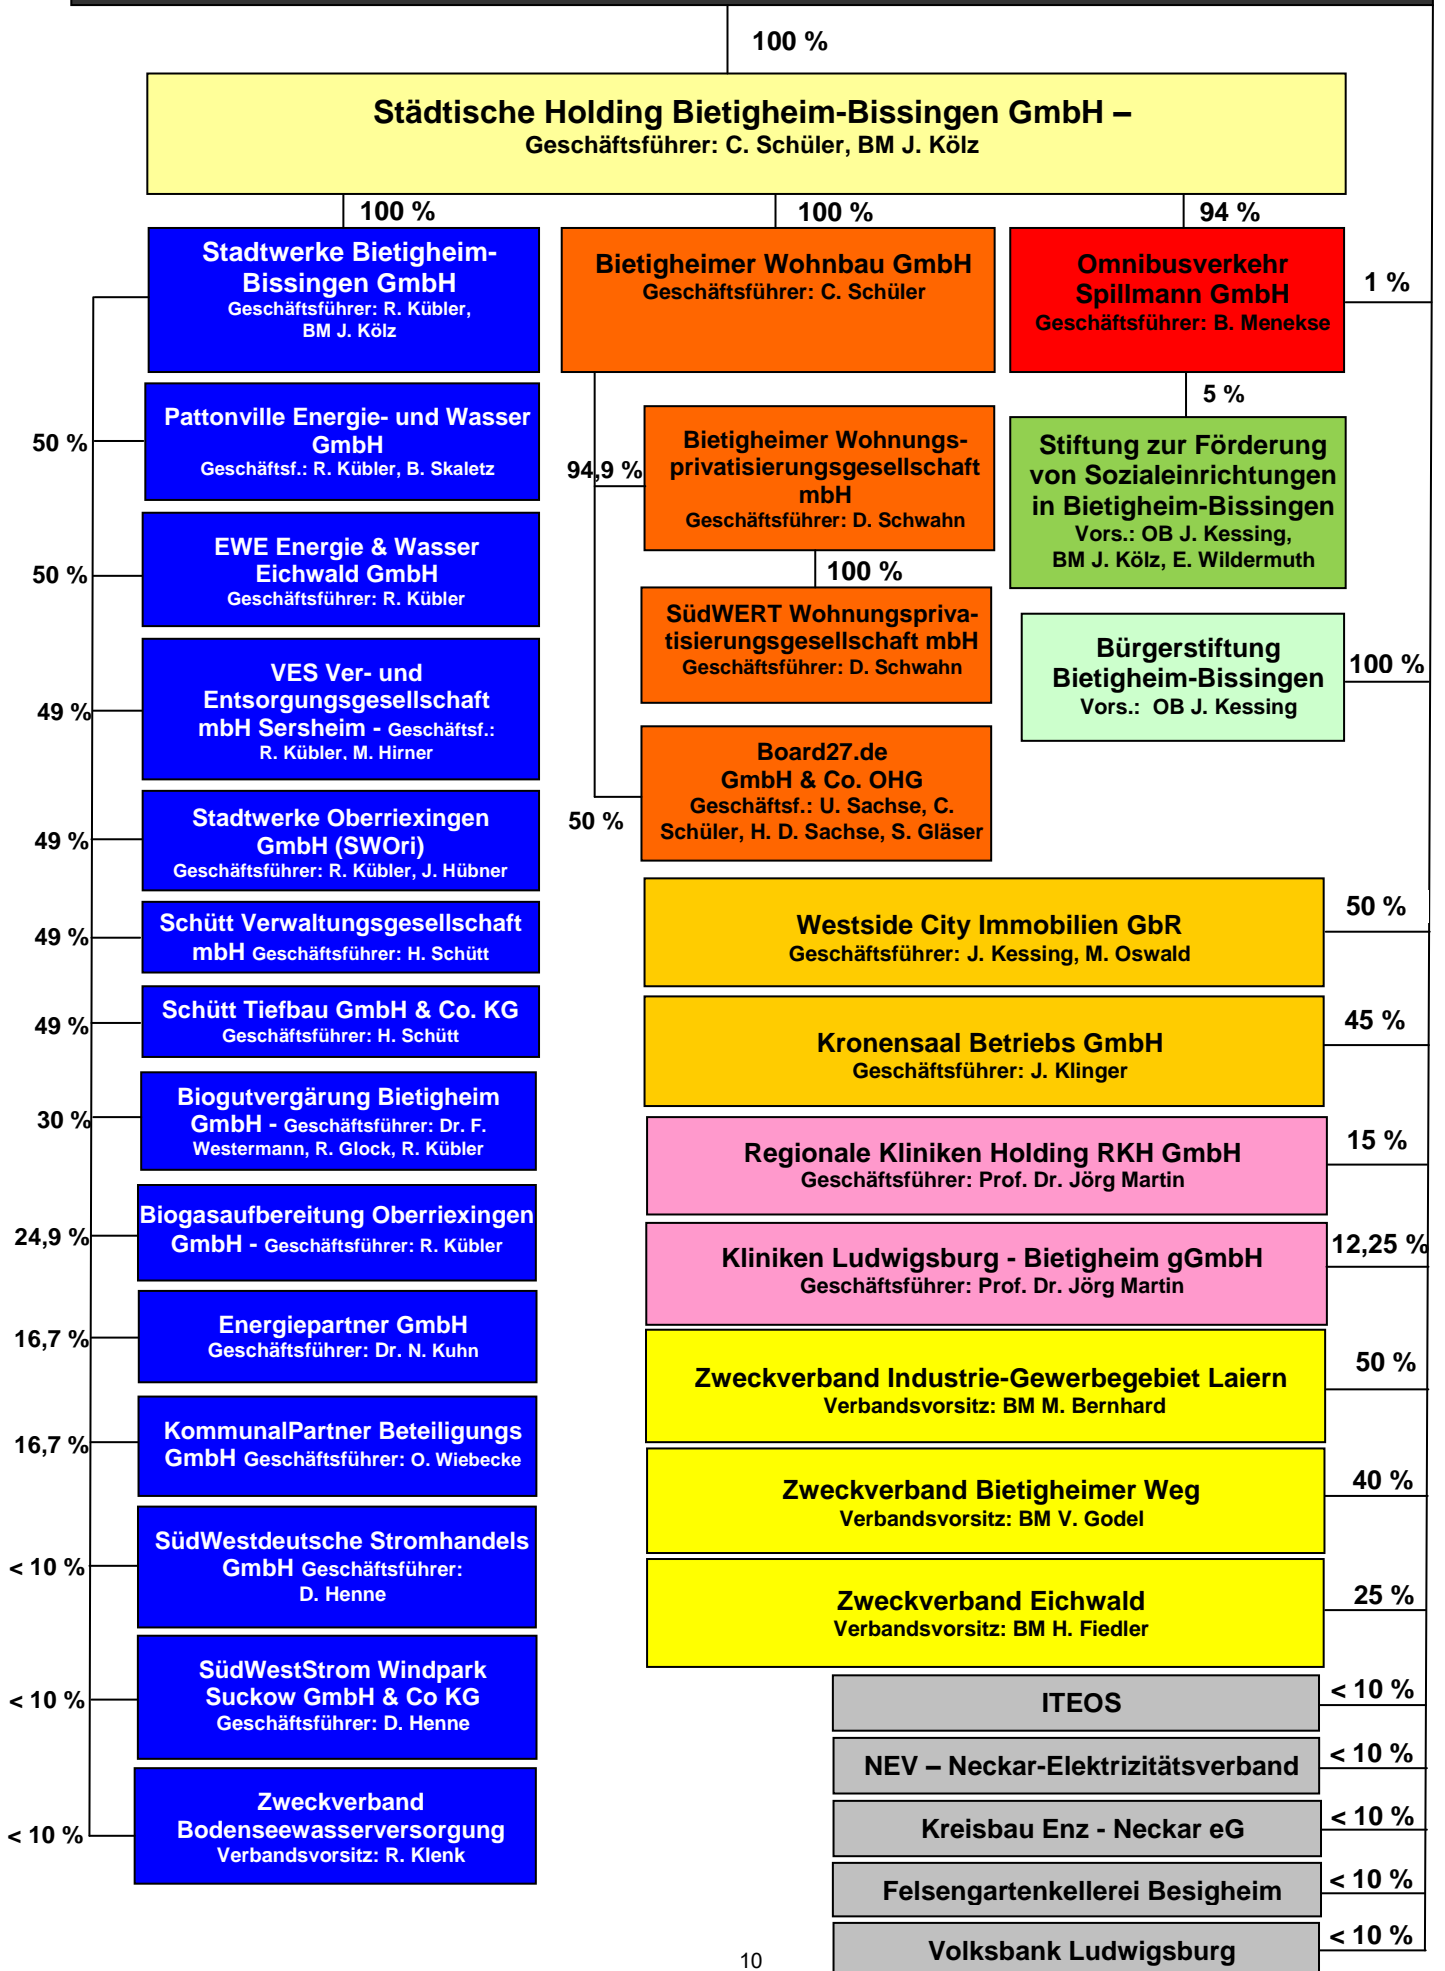 100 %
Städtische Holding Bietigheim-Bissingen GmbH –
Geschäftsführer: C. Schüler, BM J. Kölz
100 %
100 %
94 %
Stadtwerke Bietigheim-
Bissingen GmbH
Geschäftsführer: R. Kübler,
BM J. Kölz
Bietigheimer Wohnbau GmbH
Geschäftsführer: C. Schüler
Omnibusverkehr
Spillmann GmbH
Geschäftsführer: B. Menekse
1 %
50 %
Pattonville Energie- und Wasser
GmbH
Geschäftsf.: R. Kübler, B. Skaletz
94,9 %
Bietigheimer Wohnungs-
privatisierungsgesellschaft
mbH
Geschäftsführer: D. Schwahn
5 %
Stiftung zur Förderung
von Sozialeinrichtungen
in Bietigheim-Bissingen
Vors.: OB J. Kessing,
BM J. Kölz, E. Wildermuth
50 %
EWE Energie & Wasser
Eichwald GmbH
Geschäftsführer: R. Kübler
100 %
SüdWERT Wohnungspriva-
tisierungsgesellschaft mbH
Geschäftsführer: D. Schwahn
Bürgerstiftung
Bietigheim-Bissingen
Vors.: OB J. Kessing
100 %
49 %
VES Ver- und
Entsorgungsgesellschaft
mbH Sersheim - Geschäftsf.:
R. Kübler, M. Hirner
50 %
Board27.de
GmbH & Co. OHG
Geschäftsf.: U. Sachse, C.
Schüler, H. D. Sachse, S. Gläser
49 %
Stadtwerke Oberriexingen
GmbH (SWOri)
Geschäftsführer: R. Kübler, J. Hübner
49 %
Schütt Verwaltungsgesellschaft
mbH Geschäftsführer: H. Schütt
Westside City Immobilien GbR
Geschäftsführer: J. Kessing, M. Oswald
50 %
49 %
Schütt Tiefbau GmbH & Co. KG
Geschäftsführer: H. Schütt
Kronensaal Betriebs GmbH
Geschäftsführer: J. Klinger
45 %
30 %
Biogutvergärung Bietigheim
GmbH - Geschäftsführer: Dr. F.
Westermann, R. Glock, R. Kübler
Regionale Kliniken Holding RKH GmbH
Geschäftsführer: Prof. Dr. Jörg Martin
15 %
24,9 %
Biogasaufbereitung Oberriexingen
GmbH - Geschäftsführer: R. Kübler
Kliniken Ludwigsburg - Bietigheim gGmbH
Geschäftsführer: Prof. Dr. Jörg Martin
12,25 %
16,7 %
Energiepartner GmbH
Geschäftsführer: Dr. N. Kuhn
Zweckverband Industrie-Gewerbegebiet Laiern
Verbandsvorsitz: BM M. Bernhard
50 %
16,7 %
KommunalPartner Beteiligungs
GmbH Geschäftsführer: O. Wiebecke
Zweckverband Bietigheimer Weg
Verbandsvorsitz: BM V. Godel
40 %
< 10 %
SüdWestdeutsche Stromhandels
GmbH Geschäftsführer:
D. Henne
Zweckverband Eichwald
Verbandsvorsitz: BM H. Fiedler
25 %
< 10 %
SüdWestStrom Windpark
Suckow GmbH & Co KG
Geschäftsführer: D. Henne
ITEOS
< 10 %
NEV – Neckar-Elektrizitätsverband
< 10 %
< 10 %
Zweckverband
Bodenseewasserversorgung
Verbandsvorsitz: R. Klenk
Kreisbau Enz - Neckar eG
< 10 %
Felsengartenkellerei Besigheim
< 10 %
Volksbank Ludwigsburg
< 10 %
10